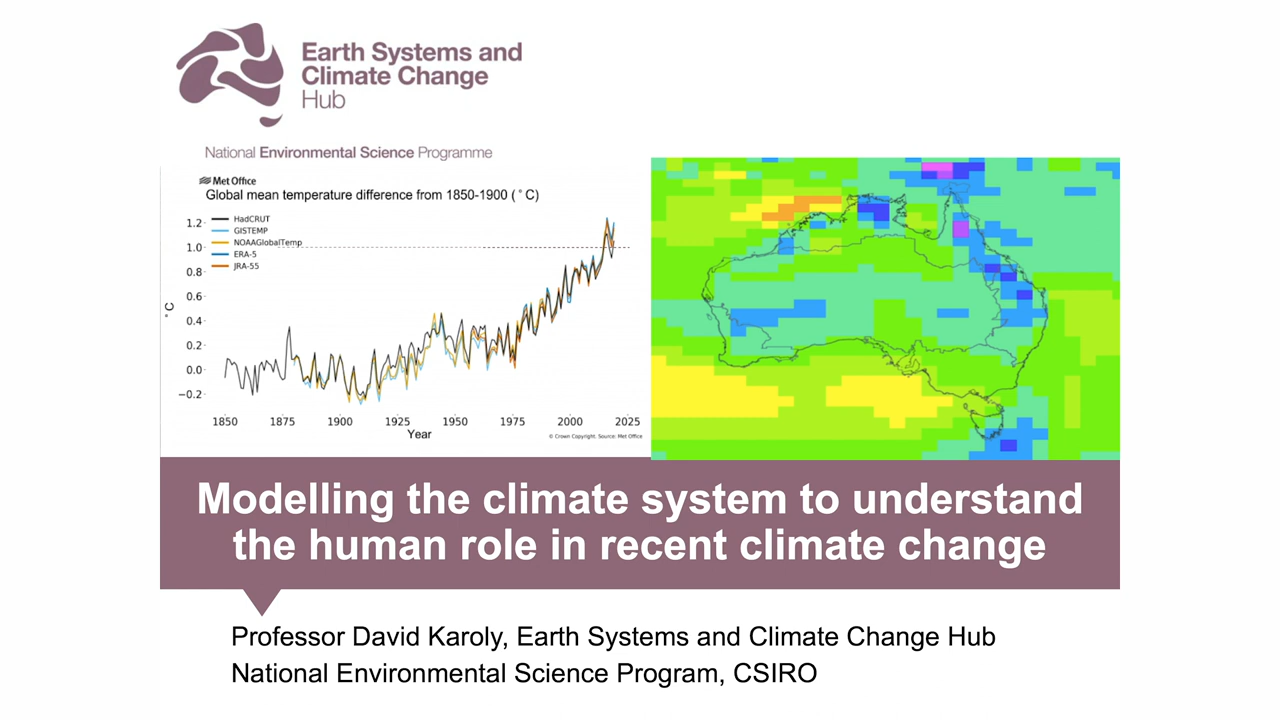 Earth Systems and
Climate Change
Hub
National Environmental Science Programme
Met Office
Global mean temperature difference from 1850-1900 (°C)
HadCRUT
GISTEMP
NOAAGlobalTemp
ERA-5
JRA-55
°C
1.2
1.0
0.8
0.6
0.4
0.2
0.0
−0.2
1850 1875 1900 1925 1950 1975 2000 2025
Year
© Crown Copyright. Source: Met Office
Modelling the climate system to understand
the human role in recent climate change
Professor David Karoly, Earth Systems and Climate Change Hub
National Environmental Science Program, CSIRO